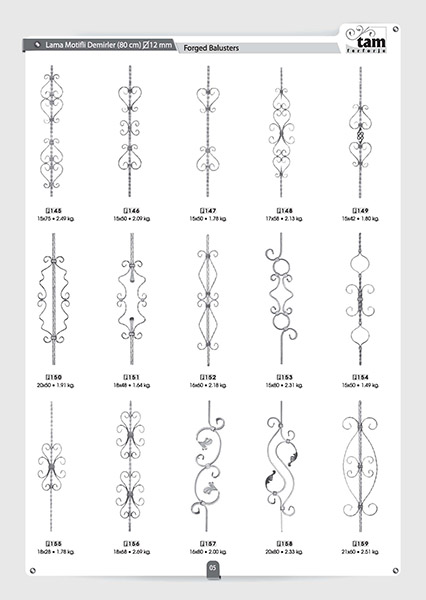 Lama Motifli Demirler (80 cm) ⌀12 mm
Forged Balusters
tam
ferforje
145
15x75 • 2.49 kg.
146
15x50 • 2.09 kg.
147
15x50 • 1.78 kg.
148
17x58 • 2.13 kg.
149
15x42 • 1.80 kg.
150
20x50 • 1.91 kg.
151
18x48 • 1.64 kg.
152
16x60 • 2.18 kg.
153
15x80 • 2.31 kg.
154
15x50 • 1.49 kg.
155
18x28 • 1.78 kg.
156
18x68 • 2.69 kg.
157
16x80 • 2.00 kg.
158
20x80 • 2.33 kg.
159
21x60 • 2.51 kg.
05